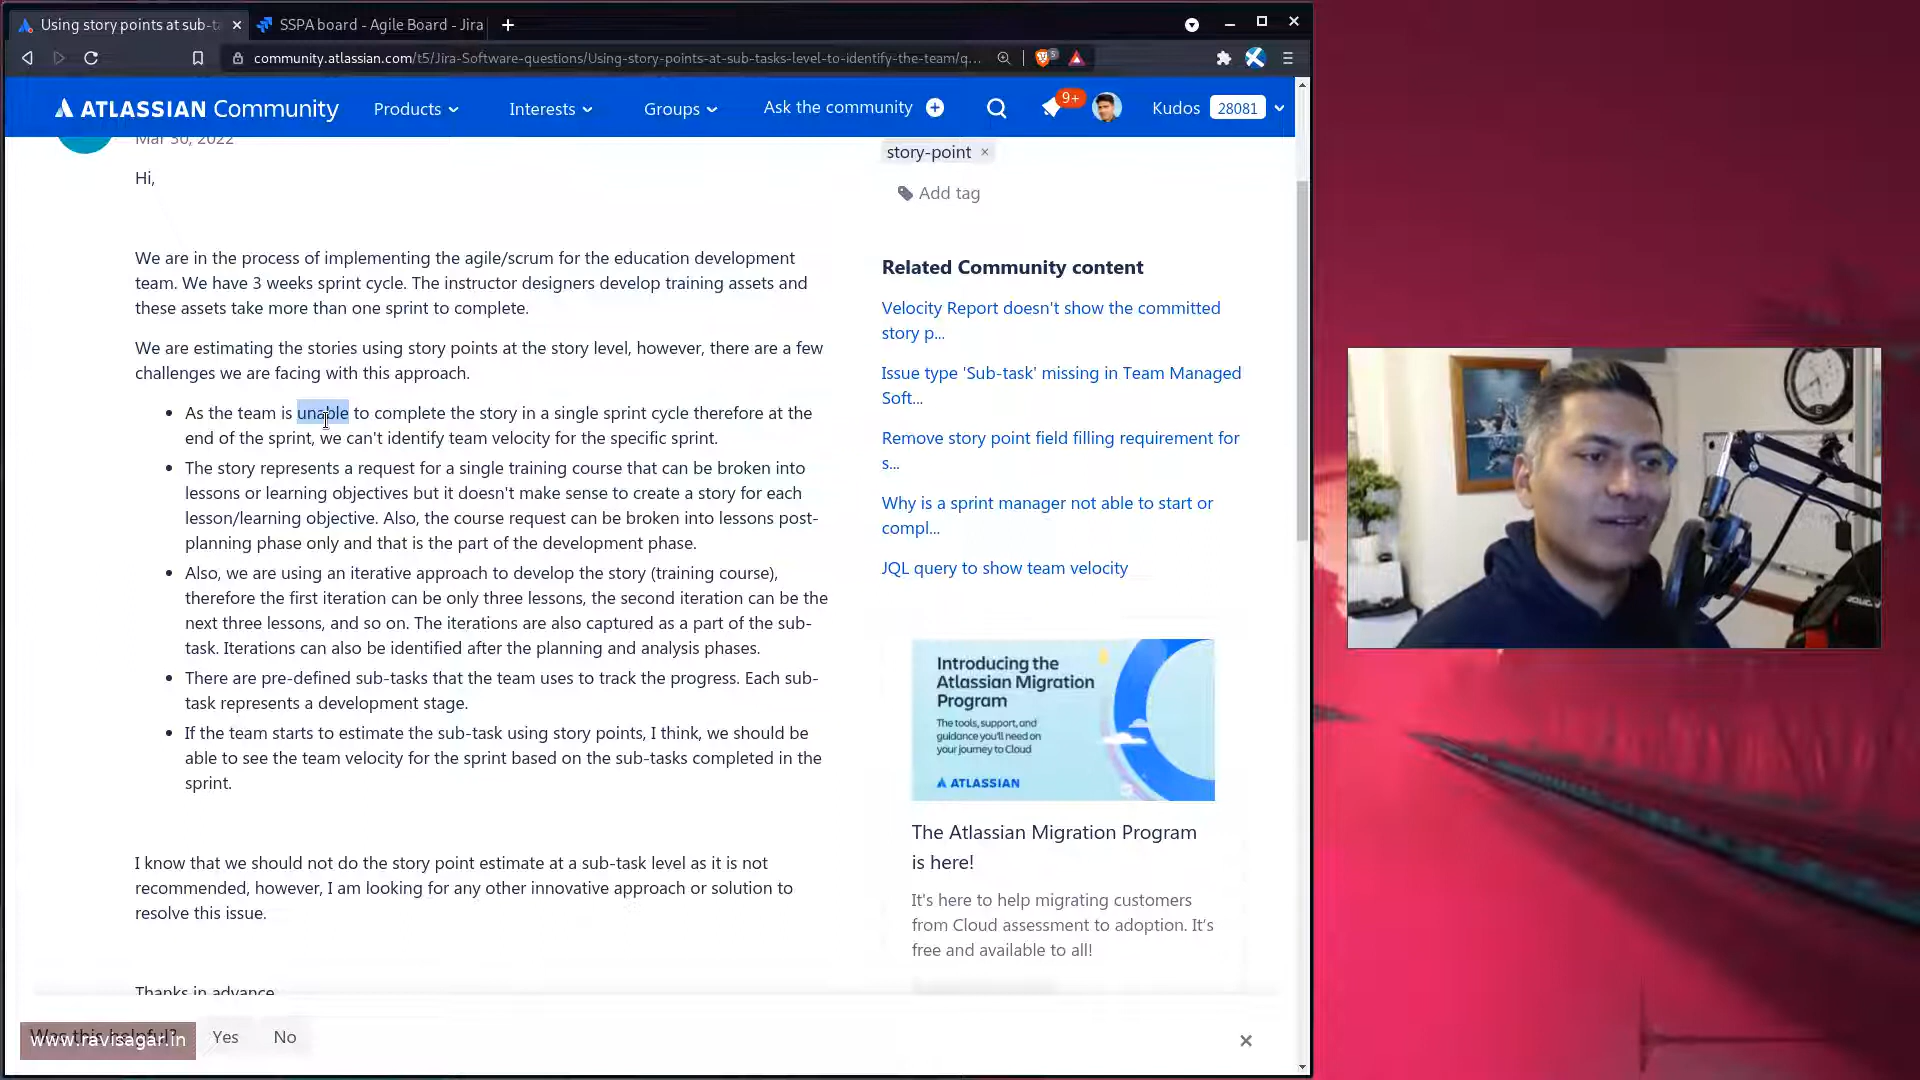 Using story points at sub-ta
SSPA board - Agile Board - Jira
community.atlassian.com/t5/Jira-Software-questions/Using-story-points-at-sub-tasks-level-to-identify-the-team/q...
5
ATLASSIAN Community
Products
Interests
Groups
Ask the community
9+
Kudos
28081
Mar 30, 2022
Hi,
We are in the process of implementing the agile/scrum for the education development
team. We have 3 weeks sprint cycle. The instructor designers develop training assets and
these assets take more than one sprint to complete.
We are estimating the stories using story points at the story level, however, there are a few
challenges we are facing with this approach.
As the team is unable to complete the story in a single sprint cycle therefore at the
end of the sprint, we can't identify team velocity for the specific sprint.
The story represents a request for a single training course that can be broken into
lessons or learning objectives but it doesn't make sense to create a story for each
lesson/learning objective. Also, the course request can be broken into lessons post-
planning phase only and that is the part of the development phase.
Also, we are using an iterative approach to develop the story (training course),
therefore the first iteration can be only three lessons, the second iteration can be the
next three lessons, and so on. The iterations are also captured as a part of the sub-
task. Iterations can also be identified after the planning and analysis phases.
There are pre-defined sub-tasks that the team uses to track the progress. Each sub-
task represents a development stage.
If the team starts to estimate the sub-task using story points, I think, we should be
able to see the team velocity for the sprint based on the sub-tasks completed in the
sprint.
I know that we should not do the story point estimate at a sub-task level as it is not
recommended, however, I am looking for any other innovative approach or solution to
resolve this issue.
Thanks in advance
story-point ×
Add tag
Related Community content
Velocity Report doesn't show the committed
story p...
Issue type 'Sub-task' missing in Team Managed
Soft...
Remove story point field filling requirement for
s...
Why is a sprint manager not able to start or
compl...
JQL query to show team velocity
Introducing the
Atlassian Migration
Program
The tools, support, and
guidance you'll need on
your journey to Cloud
ATLASSIAN
The Atlassian Migration Program
is here!
It's here to help migrating customers
from Cloud assessment to adoption. It's
free and available to all!
Was this helpful?
Yes
No
www.ravisagar.in